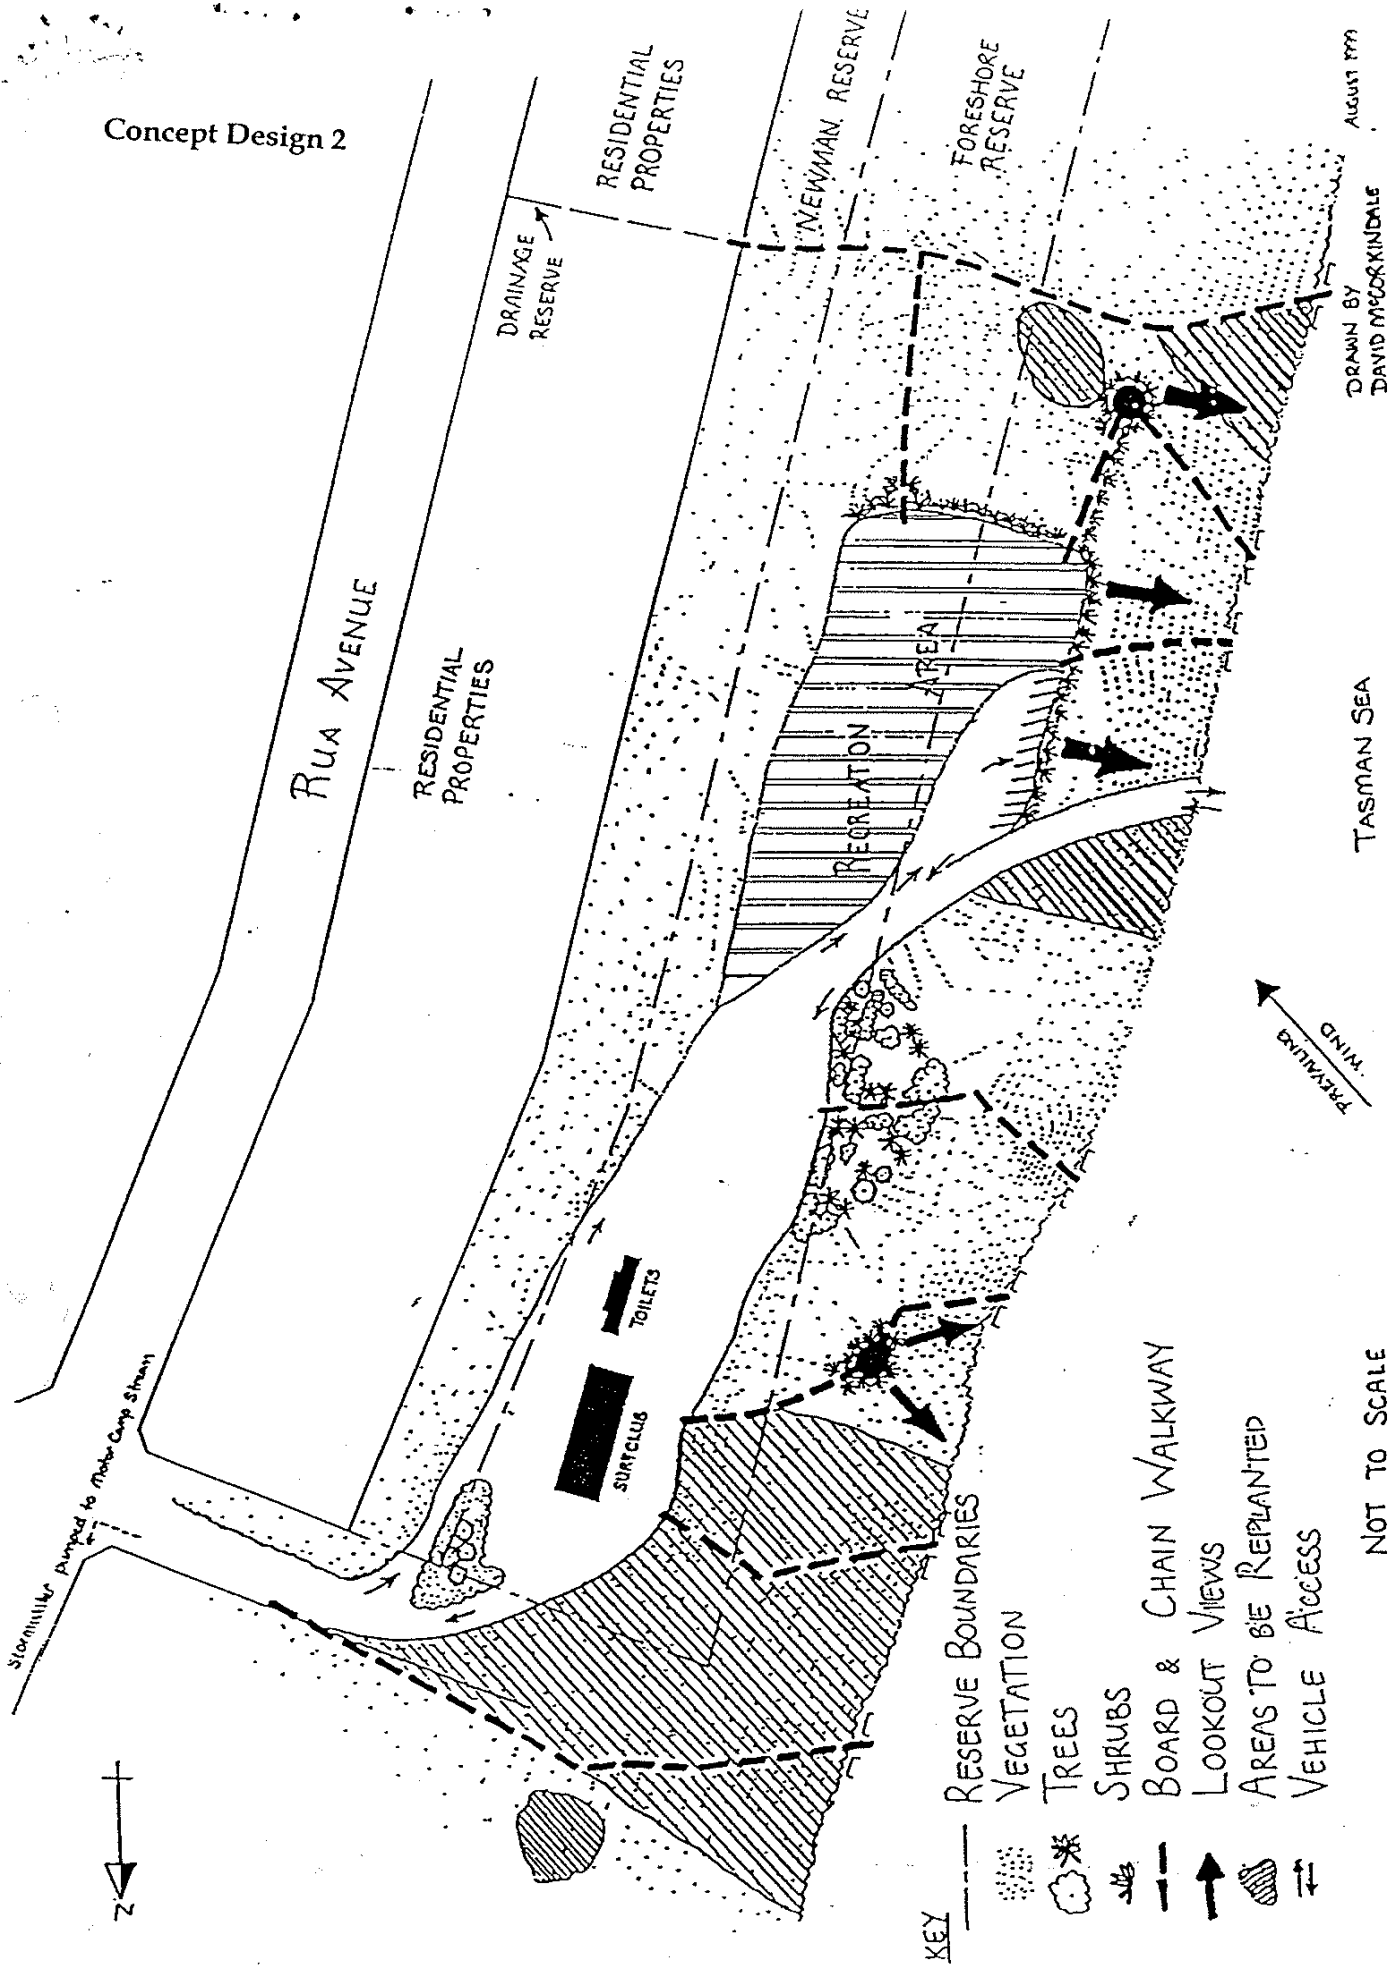 Concept Design 2
RUA AVENUE
RESIDENTIAL
PROPERTIES
RESIDENTIAL
PROPERTIES
DRAINAGE
RESERVE
NEWMAN RESERVE
FORESHORE
RESERVE
RECREATION AREA
Stormwater pumped to Motor Camp Stream
SURFCLUB
TOILETS
PREVAILING
WIND
TASMAN SEA
N
KEY
RESERVE BOUNDARIES
VEGETATION
TREES
SHRUBS
BOARD & CHAIN WALKWAY
LOOKOUT VIEWS
AREAS TO BE REPLANTED
VEHICLE ACCESS
NOT TO SCALE
DRAWN BY
DAVID McCORKINDALE
AUGUST 1999